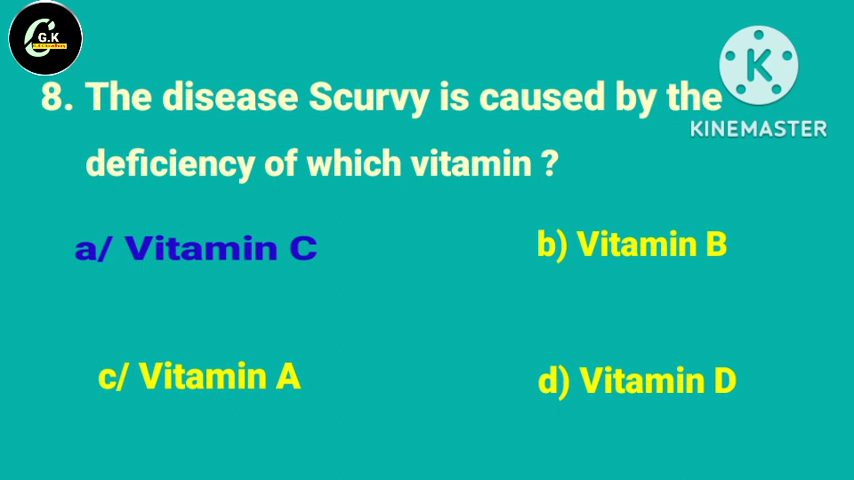 G.K
KINEMASTER
8. The disease Scurvy is caused by the
deficiency of which vitamin ?
a/ Vitamin C
b) Vitamin B
c/ Vitamin A
d) Vitamin D